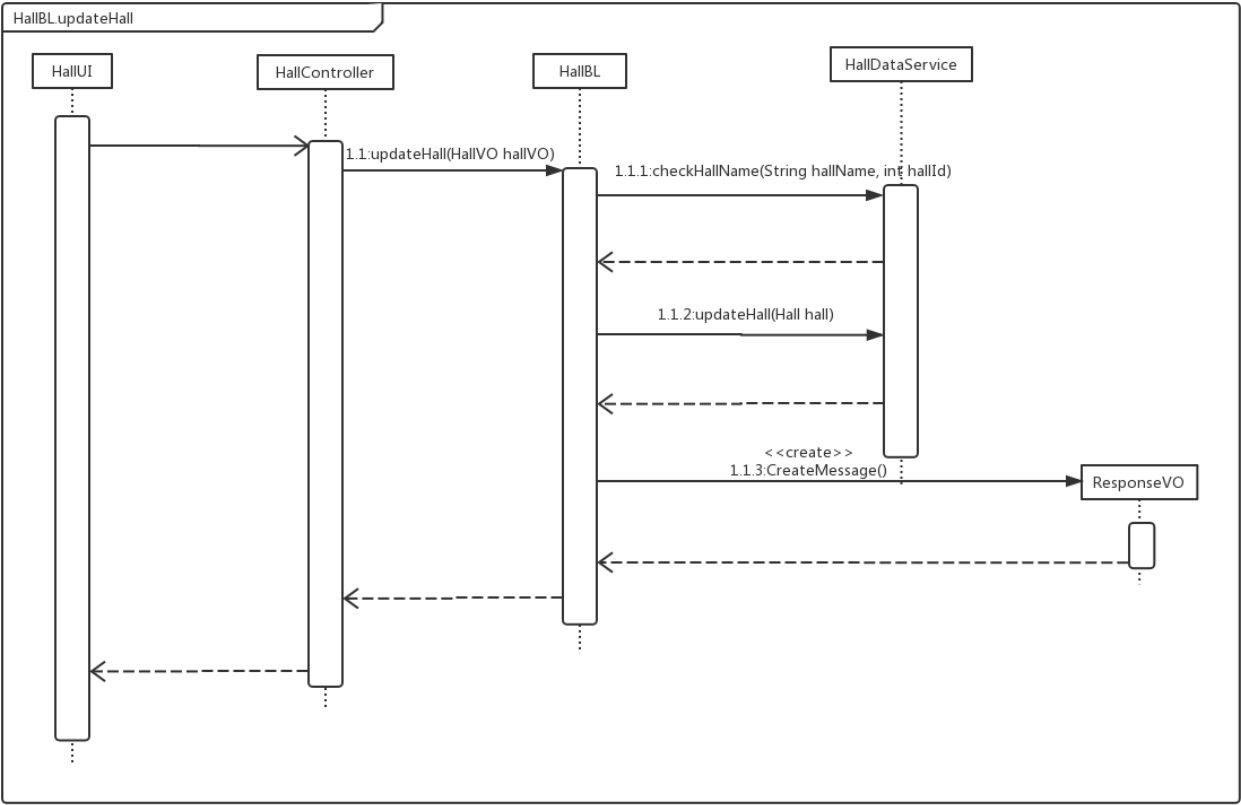 HallBL.updateHall
HallUI
HallController
HallBL
HallDataService
1.1:updateHall(HallVO hallVO)
1.1.1:checkHallName(String hallName, int hallId)
1.1.2:updateHall(Hall hall)
<<create>>
1.1.3:CreateMessage()
ResponseVO